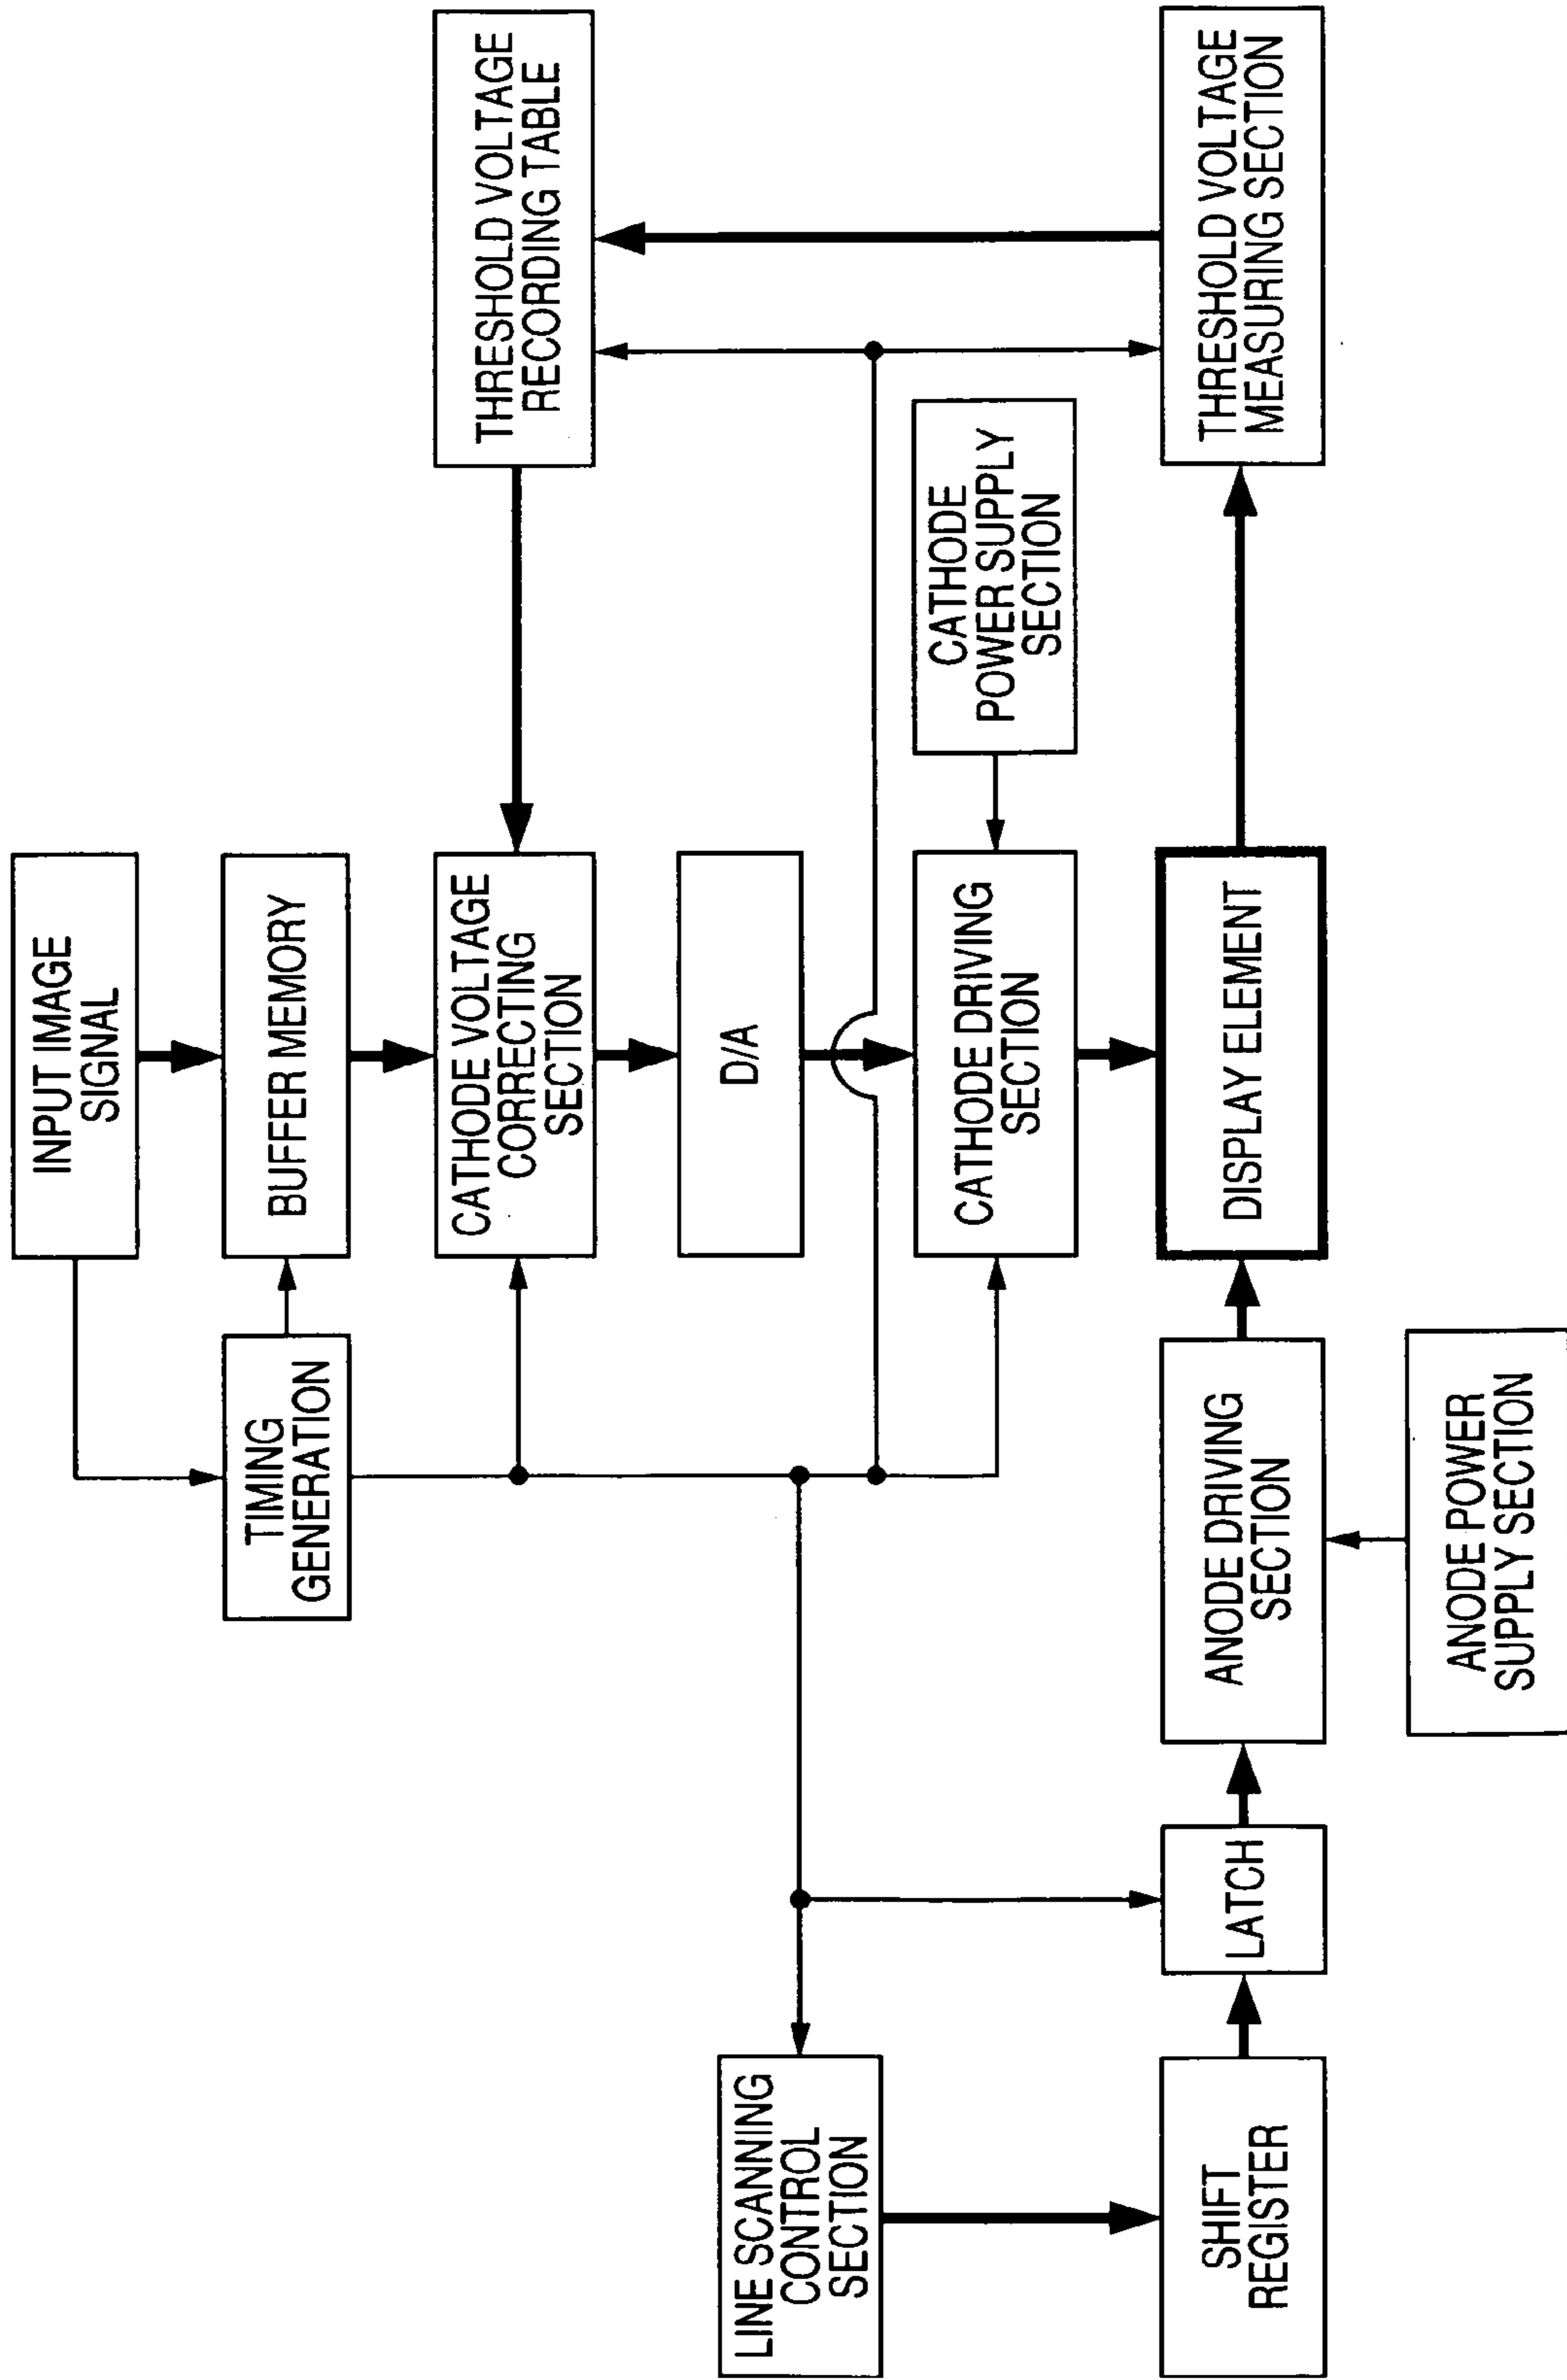 INPUT IMAGE
SIGNAL
TIMING
GENERATION
BUFFER MEMORY
CATHODE VOLTAGE
CORRECTING
SECTION
THRESHOLD VOLTAGE
RECORDING TABLE
D/A
LINE SCANNING
CONTROL
SECTION
CATHODE DRIVING
SECTION
CATHODE
POWER SUPPLY
SECTION
SHIFT
REGISTER
LATCH
ANODE DRIVING
SECTION
DISPLAY ELEMENT
THRESHOLD VOLTAGE
MEASURING SECTION
ANODE POWER
SUPPLY SECTION